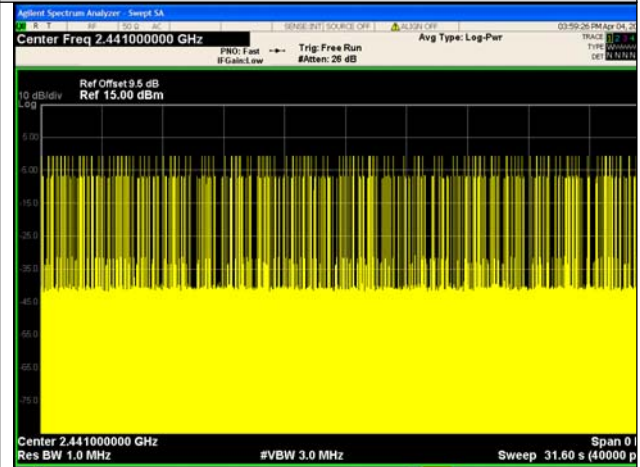 Agilent Spectrum Analyzer - Swept SA
R T RF 50 Ω AC SENSE:INT SOURCE OFF ALIGN OFF 03:59:26 PM Apr 04, 20
Center Freq 2.441000000 GHz
PNO: Fast
IFGain:Low
Trig: Free Run
#Atten: 26 dB
Avg Type: Log-Pwr
TRACE 1 2 3 4
TYPE
DET N N N N
10 dB/div
Log
Ref Offset 9.5 dB
Ref 15.00 dBm
5.00
-5.00
-15.0
-25.0
-35.0
-45.0
-55.0
-65.0
-75.0
Center 2.441000000 GHz
Span 0
Res BW 1.0 MHz
#VBW 3.0 MHz
Sweep 31.60 s (40000 p